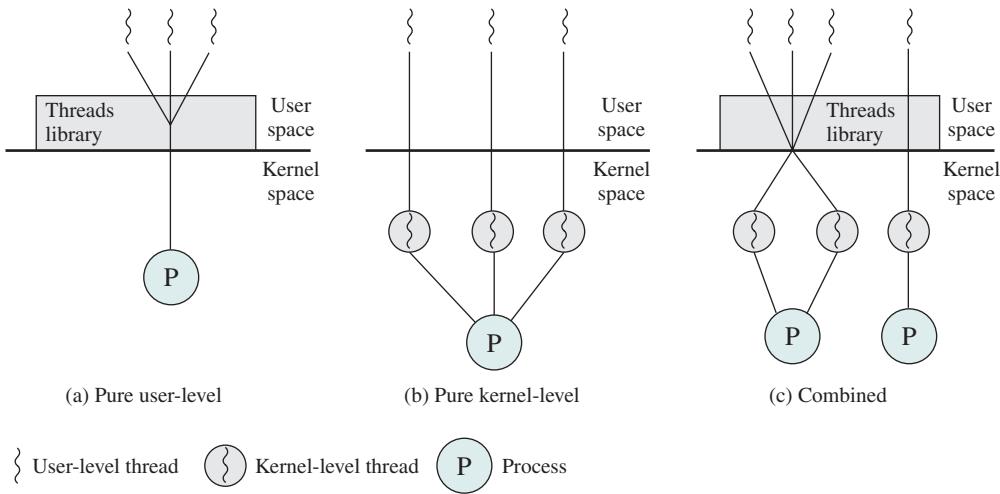 Threads
library
User
space
Kernel
space
P
(a) Pure user-level
User
space
Kernel
space
P
(b) Pure kernel-level
Threads
library
User
space
Kernel
space
P
P
(c) Combined
User-level thread
Kernel-level thread
P
Process